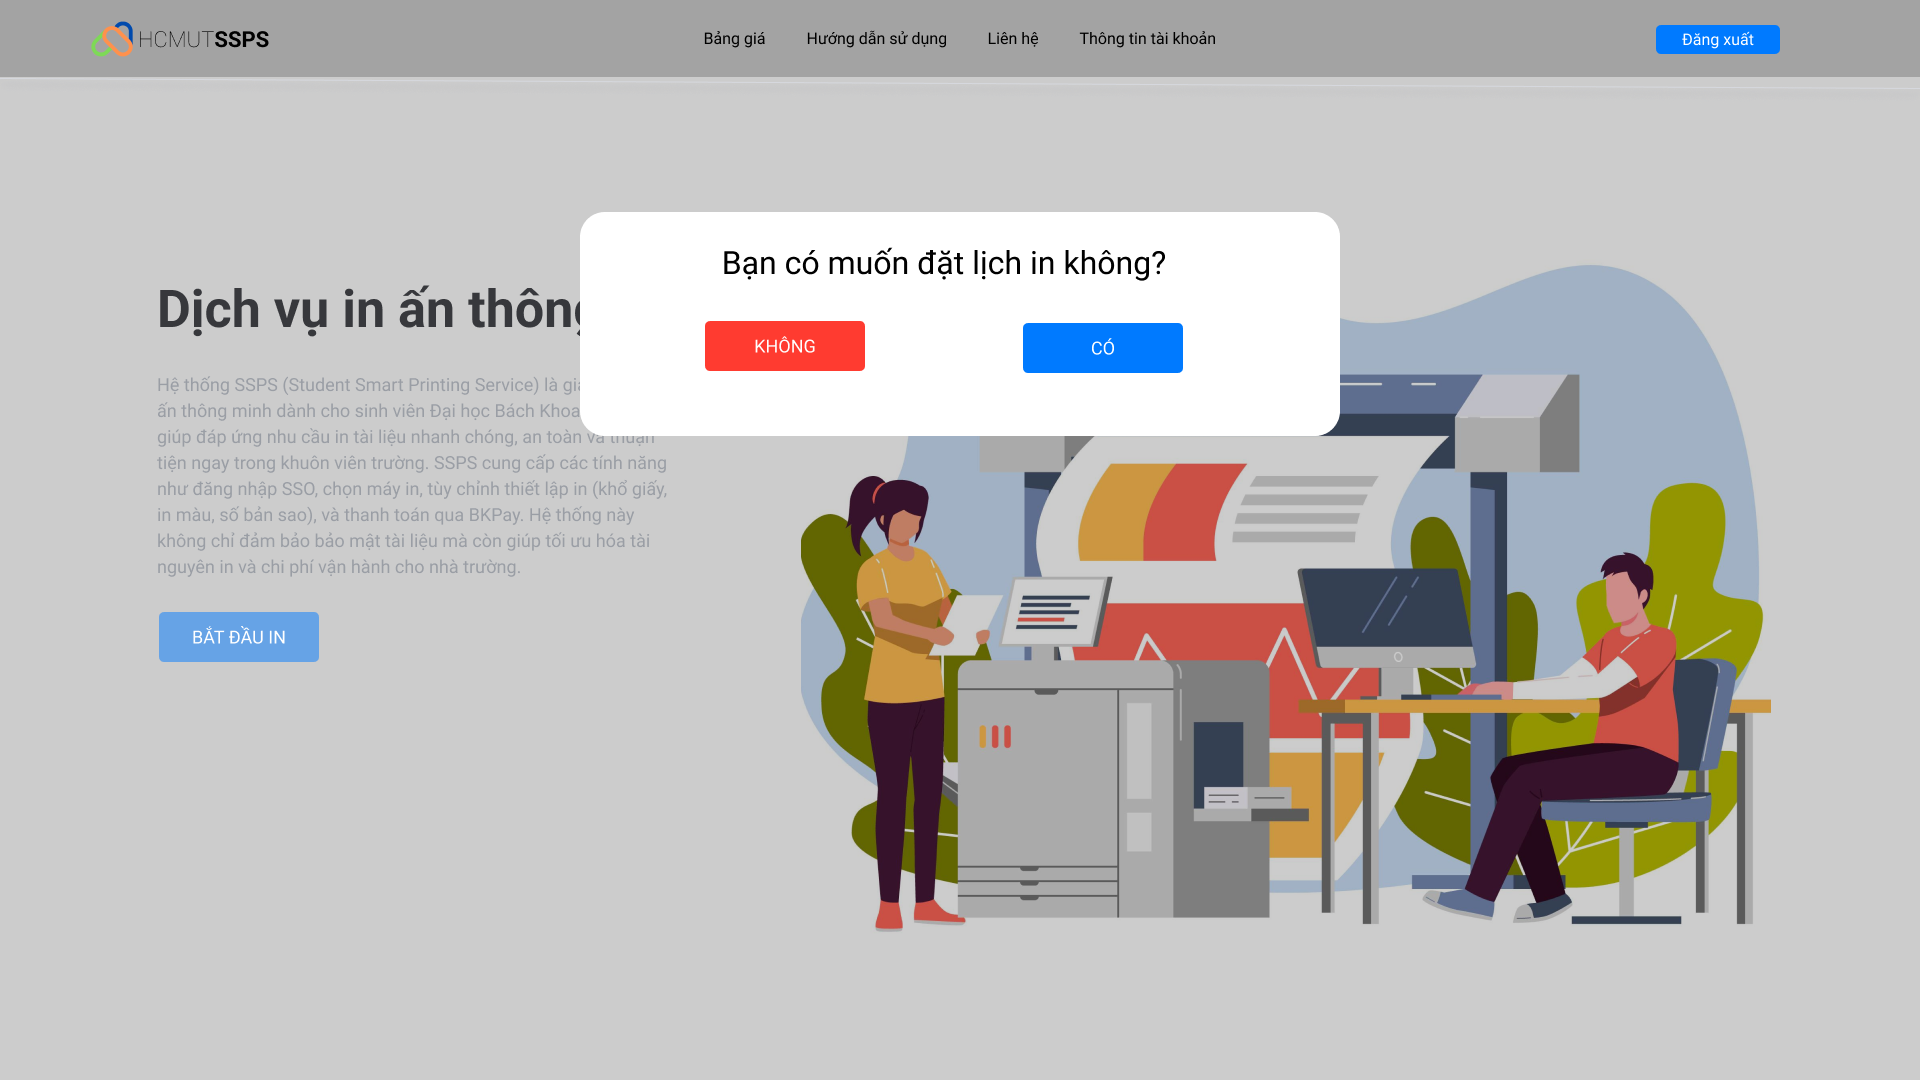 HCMUTSSPS
Bảng giá
Hướng dẫn sử dụng
Liên hệ
Thông tin tài khoản
Đăng xuất
Bạn có muốn đặt lịch in không?
KHÔNG
CÓ
Dịch vụ in ấn thông
Hệ thống SSPS (Student Smart Printing Service) là
ấn thông minh dành cho sinh viên Đại học Bách Khoa
giúp đáp ứng nhu cầu in tài liệu nhanh chóng, an toàn và thuận
tiện ngay trong khuôn viên trường. SSPS cung cấp các tính năng
như đăng nhập SSO, chọn máy in, tùy chỉnh thiết lập in (khổ giấy,
in màu, số bản sao), và thanh toán qua BKPay. Hệ thống này
không chỉ đảm bảo bảo mật tài liệu mà còn giúp tối ưu hóa tài
nguyên in và chi phí vận hành cho nhà trường.
BẮT ĐẦU IN